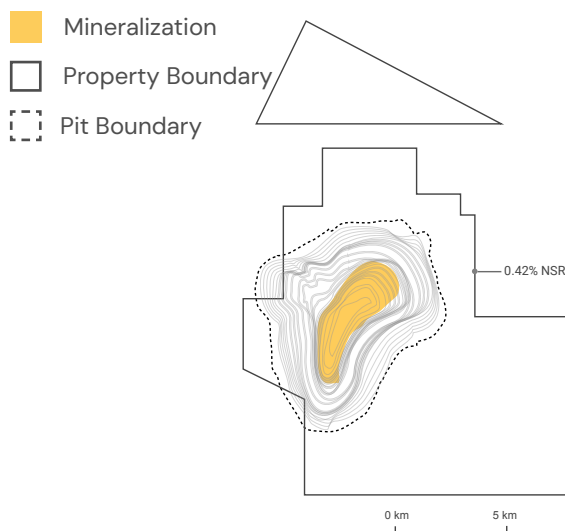 Mineralization
Property Boundary
Pit Boundary
0.42% NSR
0 km
5 km